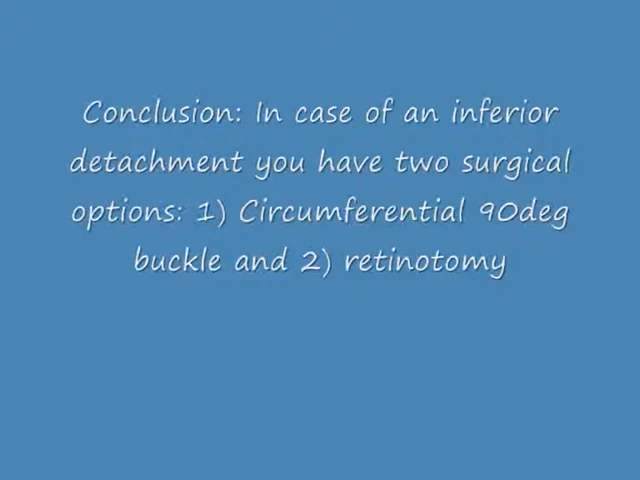 Conclusion: In case of an inferior
detachment you have two surgical
options: 1) Circumferential 90deg
buckle and 2) retinotomy